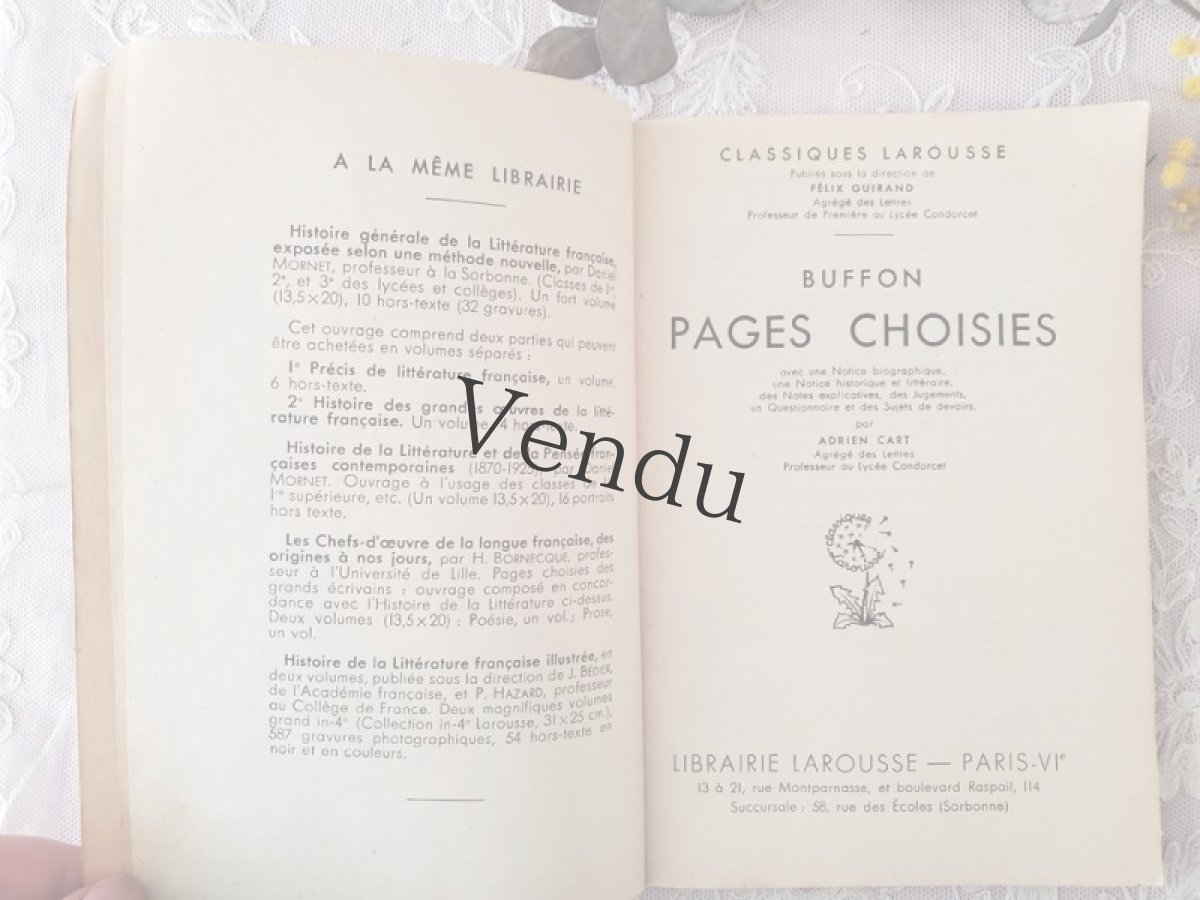 A LA MÊME LIBRAIRIE
Histoire générale de la Littérature française,
exposée selon une méthode nouvelle, par Daniel
MORNET, professeur à la Sorbonne. (Classes de 1re,
2e, et 3e des lycées et collèges). Un fort volume
(13,5×20), 10 hors-texte (32 gravures).
Cet ouvrage comprend deux parties qui peuvent
être achetées en volumes séparés :
1° Précis de littérature française, un volume,
6 hors-texte.
2° Histoire des grandes œuvres de la litté-
rature française. Un volume, 4 hors-texte.
Histoire de la Littérature et de la Pensée fran-
çaises contemporaines (1870-1925), par Daniel
MORNET. Ouvrage à l'usage des classes de
1re supérieure, etc. (Un volume 13,5×20), 16 portraits
hors texte.
Les Chefs-d'œuvre de la langue française, des
origines à nos jours, par H. BORNECQUE, profes-
seur à l'Université de Lille. Pages choisies des
grands écrivains : ouvrage composé en concor-
dance avec l'Histoire de la Littérature ci-dessus.
Deux volumes (13,5×20) : Poésie, un vol.; Prose,
un vol.
Histoire de la Littérature française illustrée, en
deux volumes, publiée sous la direction de J. BÉDIER,
de l'Académie française, et P. HAZARD, professeur
au Collège de France. Deux magnifiques volumes
grand in-4° (Collection in-4° Larousse, 31×25 cm.),
587 gravures photographiques, 54 hors-texte en
noir et en couleurs.
Vendu
CLASSIQUES LAROUSSE
Publiés sous la direction de
FÉLIX GUIRAND
Agrégé des Lettres
Professeur de Première au Lycée Condorcet
BUFFON
PAGES CHOISIES
avec une Notice biographique,
une Notice historique et littéraire,
des Notes explicatives, des Jugements,
un Questionnaire et des Sujets de devoirs,
par
ADRIEN CART
Agrégé des Lettres
Professeur au Lycée Condorcet
classiques
Larousse
LIBRAIRIE LAROUSSE — PARIS-VIe
13 à 21, rue Montparnasse, et boulevard Raspail, 114
Succursale : 58, rue des Écoles (Sorbonne)